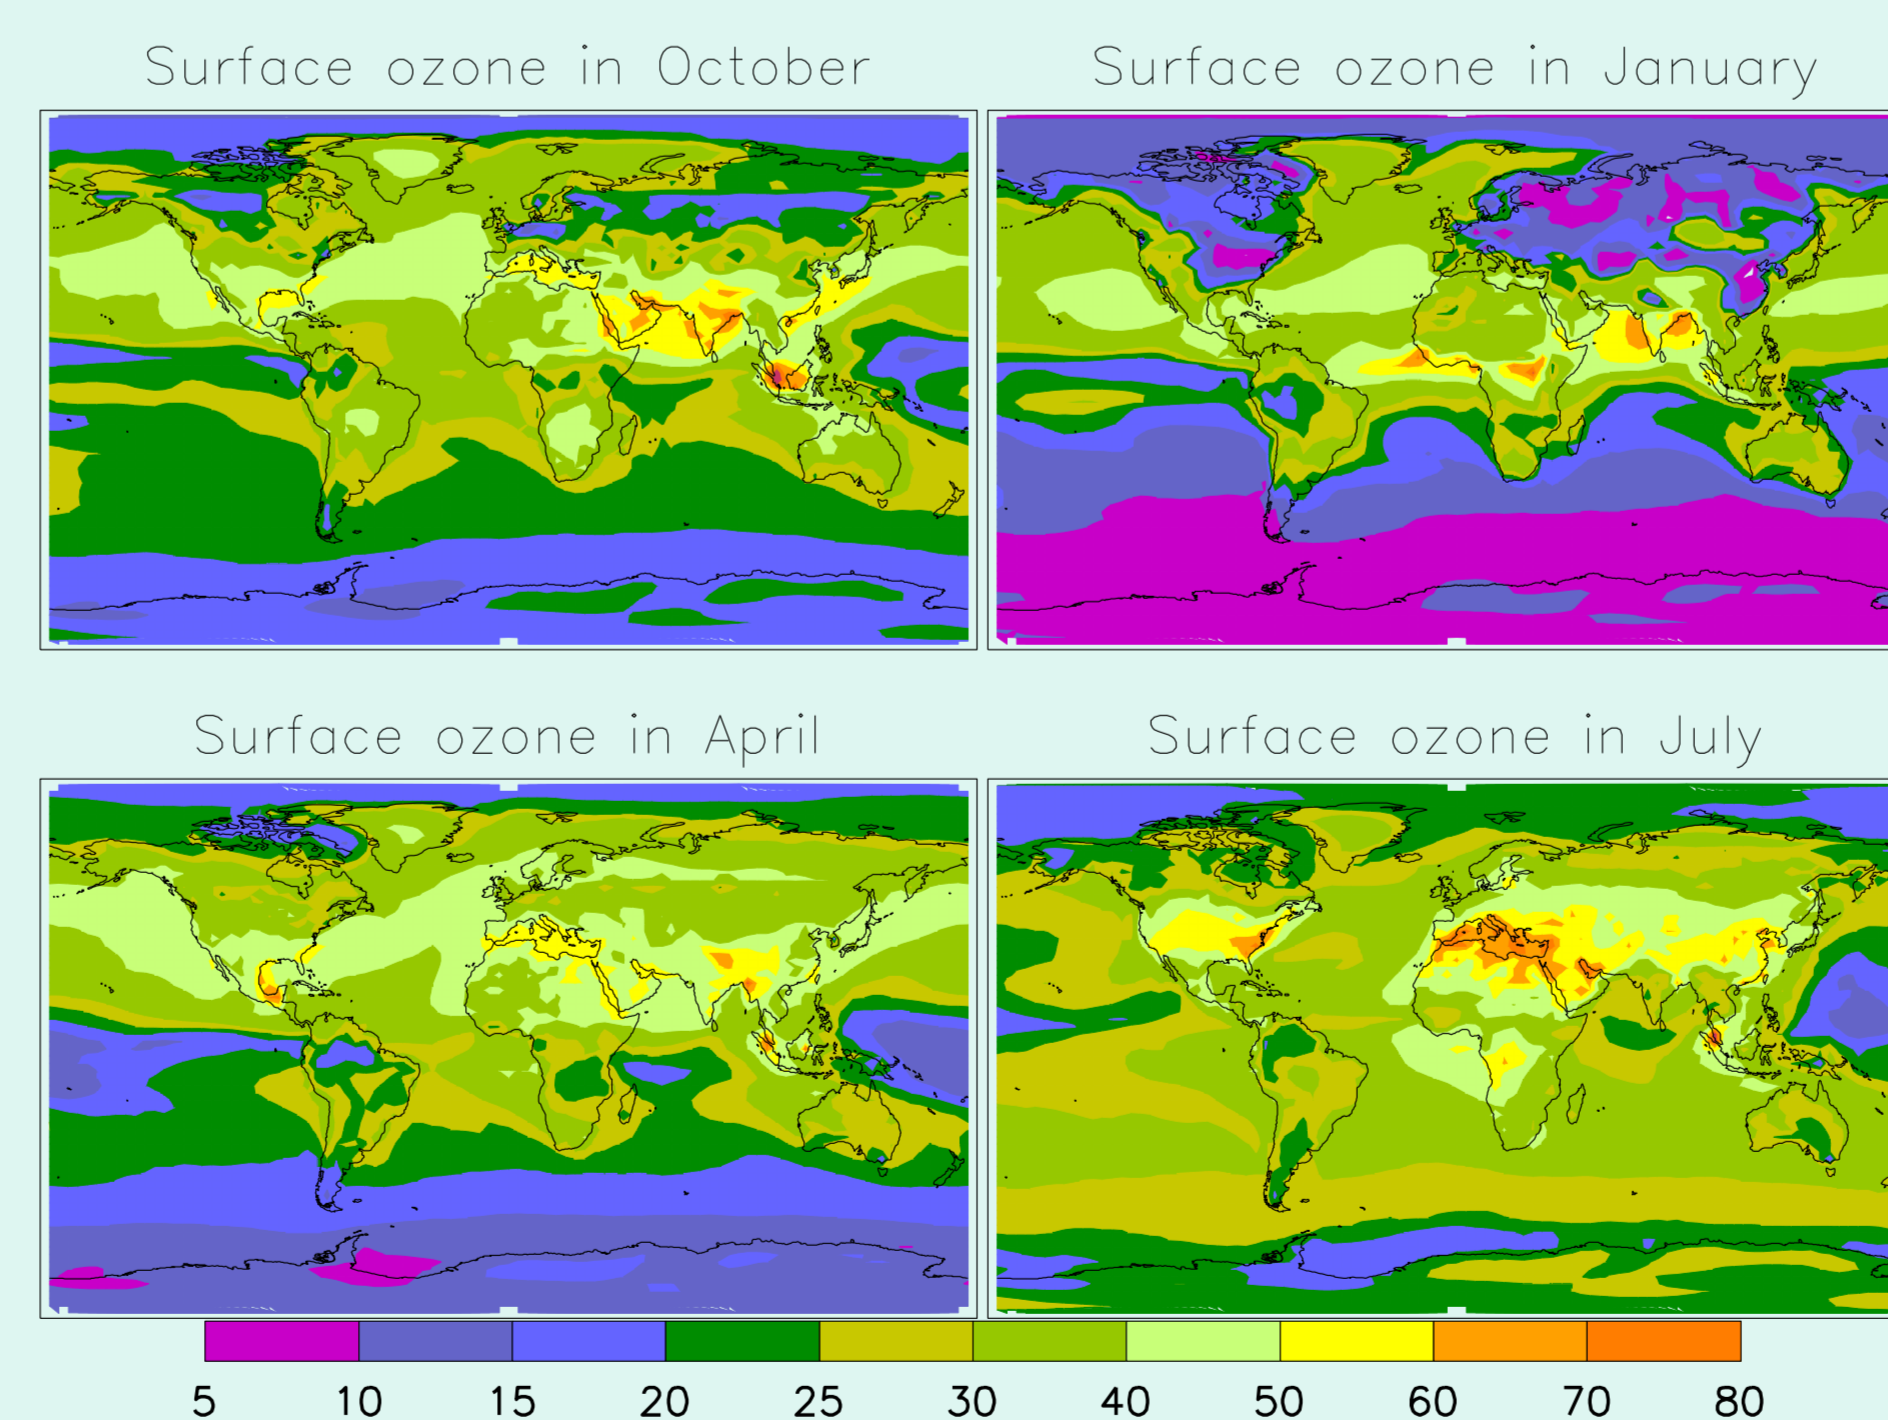 Surface ozone in October
Surface ozone in January
Surface ozone in April
Surface ozone in July
5 10 15 20 25 30 40 50 60 70 80